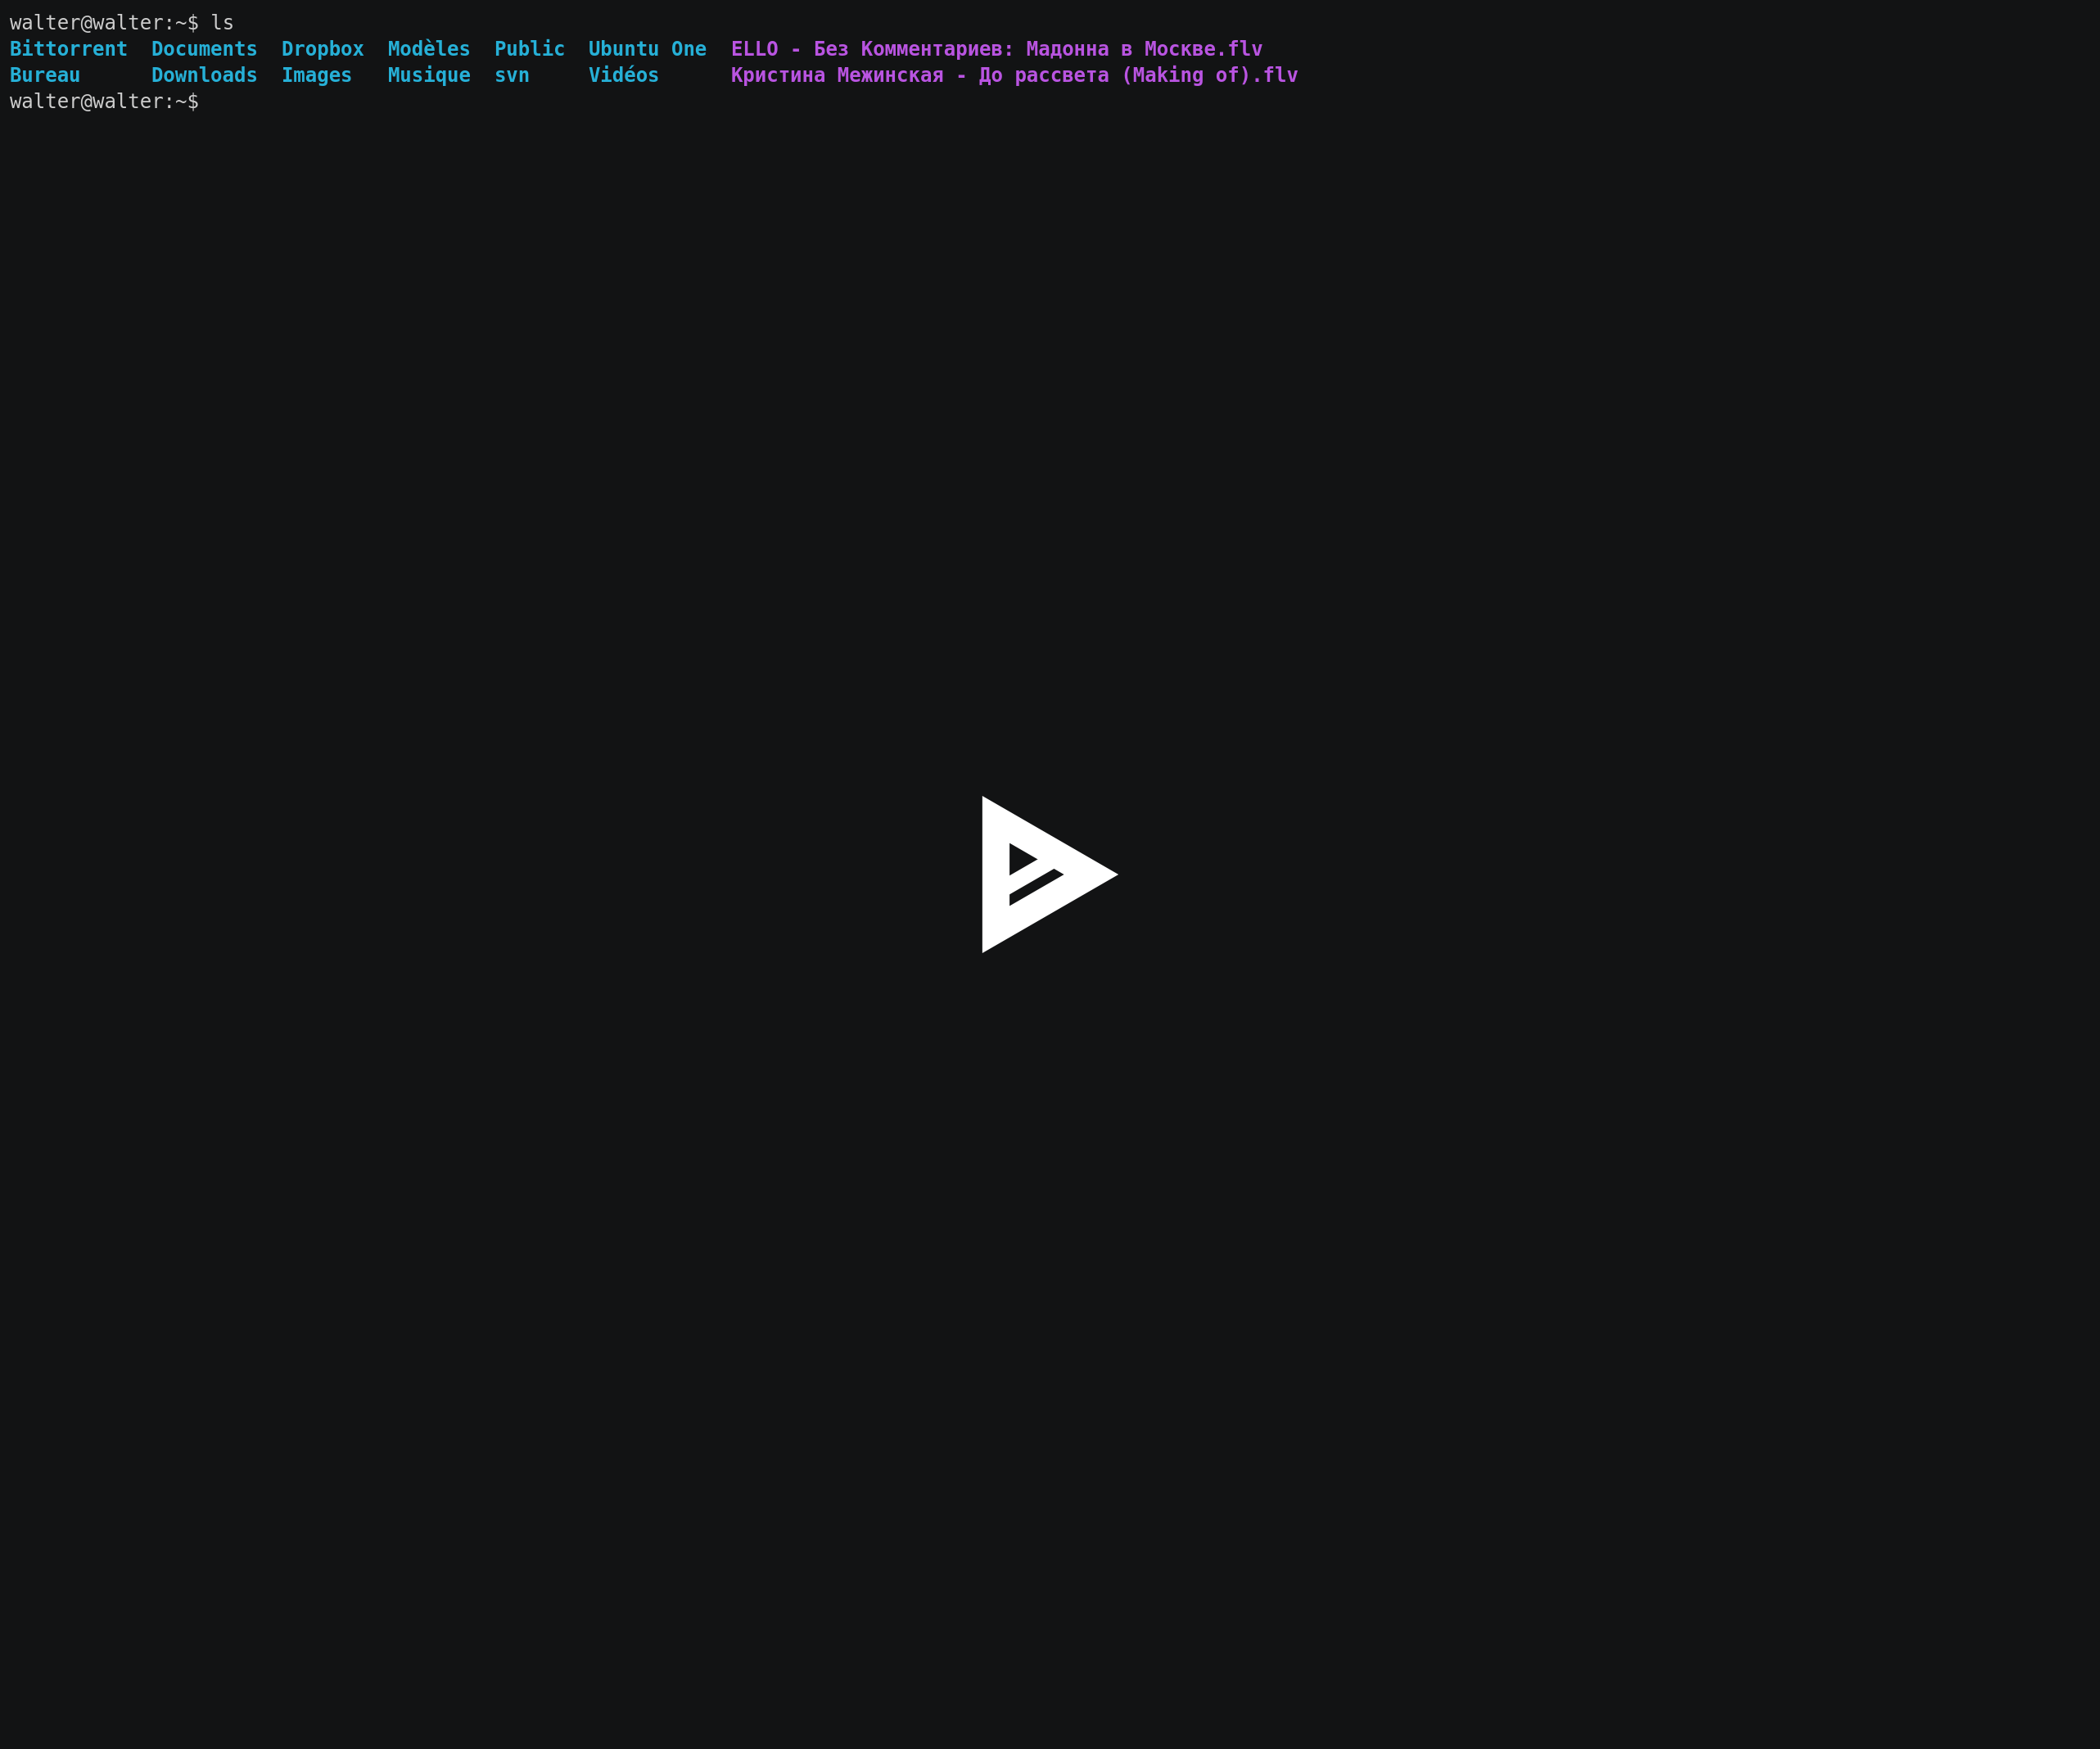 walter@walter:~$ ls
Bittorrent  Documents  Dropbox  Modèles  Public  Ubuntu One  ELLO - Без Комментариев: Мадонна в Москве.flv
Bureau      Downloads  Images   Musique  svn     Vidéos      Кристина Межинская - До рассвета (Making of).flv
walter@walter:~$